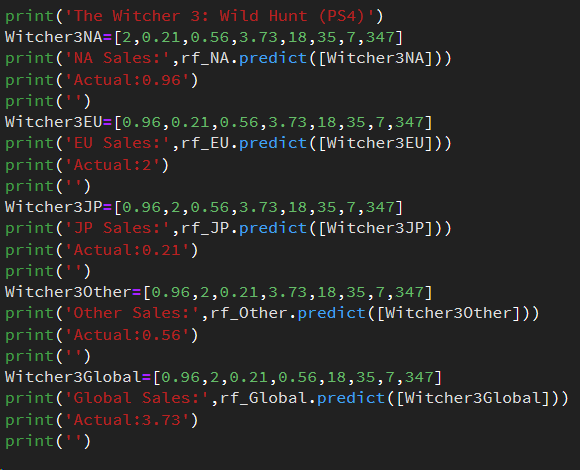 print('The Witcher 3: Wild Hunt (PS4)')
Witcher3NA=[2,0.21,0.56,3.73,18,35,7,347]
print('NA Sales:',rf_NA.predict([Witcher3NA]))
print('Actual:0.96')
print('')
Witcher3EU=[0.96,0.21,0.56,3.73,18,35,7,347]
print('EU Sales:',rf_EU.predict([Witcher3EU]))
print('Actual:2')
print('')
Witcher3JP=[0.96,2,0.56,3.73,18,35,7,347]
print('JP Sales:',rf_JP.predict([Witcher3JP]))
print('Actual:0.21')
print('')
Witcher3Other=[0.96,2,0.21,3.73,18,35,7,347]
print('Other Sales:',rf_Other.predict([Witcher3Other]))
print('Actual:0.56')
print('')
Witcher3Global=[0.96,2,0.21,0.56,18,35,7,347]
print('Global Sales:',rf_Global.predict([Witcher3Global]))
print('Actual:3.73')
print('')